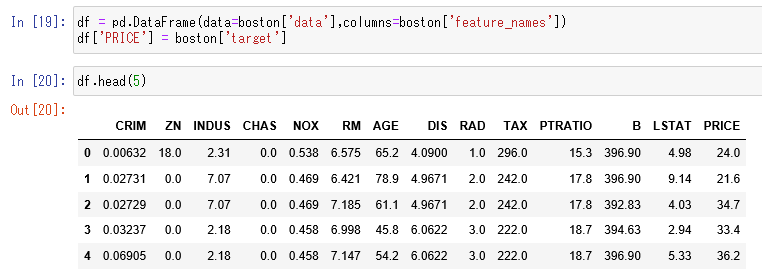 In [19]: df = pd.DataFrame(data=boston['data'],columns=boston['feature_names'])
df['PRICE'] = boston['target']
In [20]: df.head(5)
Out[20]:
CRIM ZN INDUS CHAS NOX RM AGE DIS RAD TAX PTRATIO B LSTAT PRICE
0 0.00632 18.0 2.31 0.0 0.538 6.575 65.2 4.0900 1.0 296.0 15.3 396.90 4.98 24.0
1 0.02731 0.0 7.07 0.0 0.469 6.421 78.9 4.9671 2.0 242.0 17.8 396.90 9.14 21.6
2 0.02729 0.0 7.07 0.0 0.469 7.185 61.1 4.9671 2.0 242.0 17.8 392.83 4.03 34.7
3 0.03237 0.0 2.18 0.0 0.458 6.998 45.8 6.0622 3.0 222.0 18.7 394.63 2.94 33.4
4 0.06905 0.0 2.18 0.0 0.458 7.147 54.2 6.0622 3.0 222.0 18.7 396.90 5.33 36.2